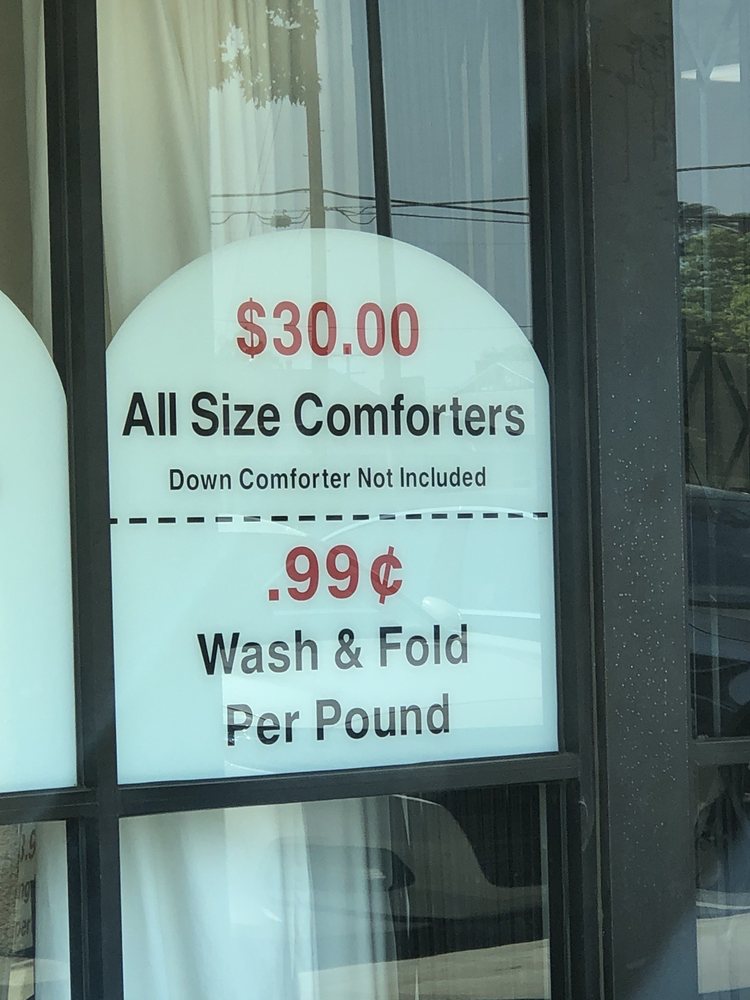 $30.00
All Size Comforters
Down Comforter Not Included
.99¢
Wash & Fold
Per Pound